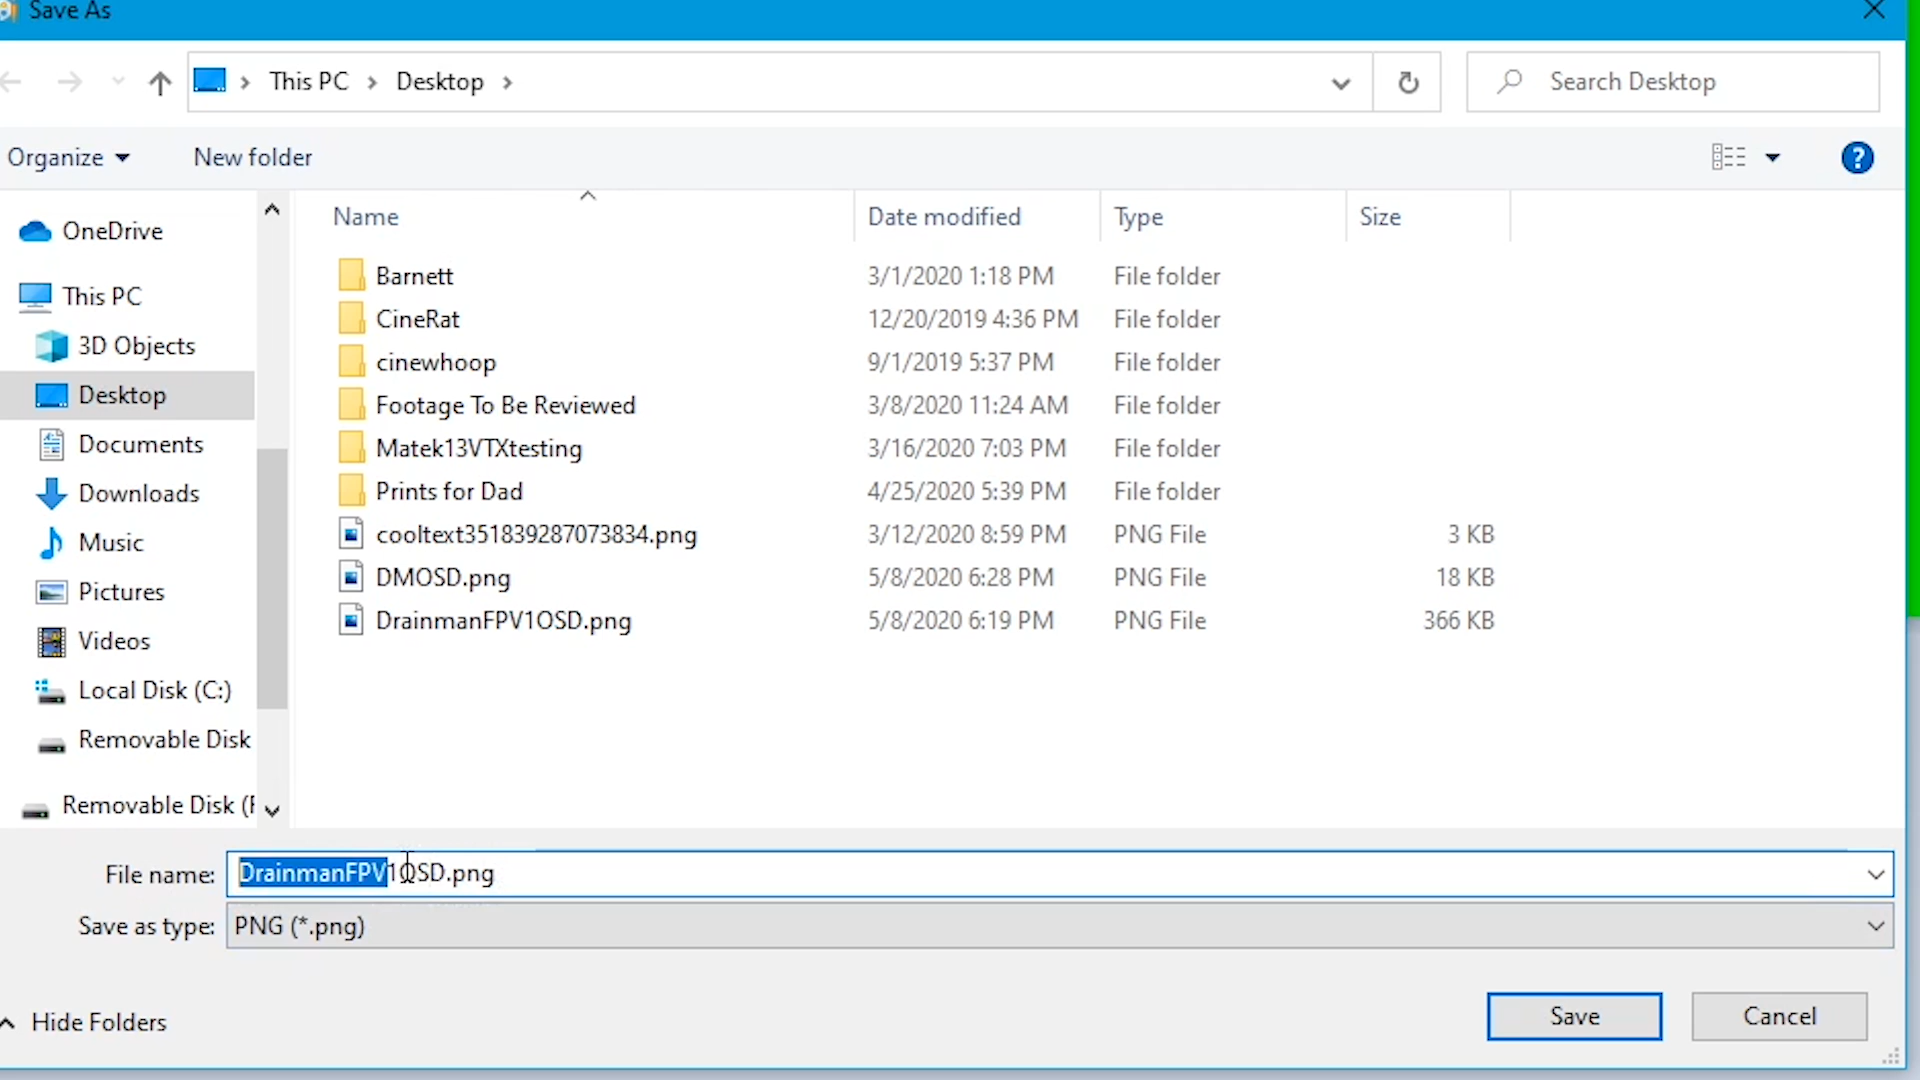 Save As
This PC > Desktop >
Search Desktop
Organize
New folder
?
Name Date modified Type Size
OneDrive
This PC
3D Objects
Desktop
Documents
Downloads
Music
Pictures
Videos
Local Disk (C:)
Removable Disk
Removable Disk (
Barnett 3/1/2020 1:18 PM File folder
CineRat 12/20/2019 4:36 PM File folder
cinewhoop 9/1/2019 5:37 PM File folder
Footage To Be Reviewed 3/8/2020 11:24 AM File folder
Matek13VTXtesting 3/16/2020 7:03 PM File folder
Prints for Dad 4/25/2020 5:39 PM File folder
cooltext351839287073834.png 3/12/2020 8:59 PM PNG File 3 KB
DMOSD.png 5/8/2020 6:28 PM PNG File 18 KB
DrainmanFPV1OSD.png 5/8/2020 6:19 PM PNG File 366 KB
File name: DrainmanFPV1OSD.png
Save as type: PNG (*.png)
Hide Folders
Save
Cancel